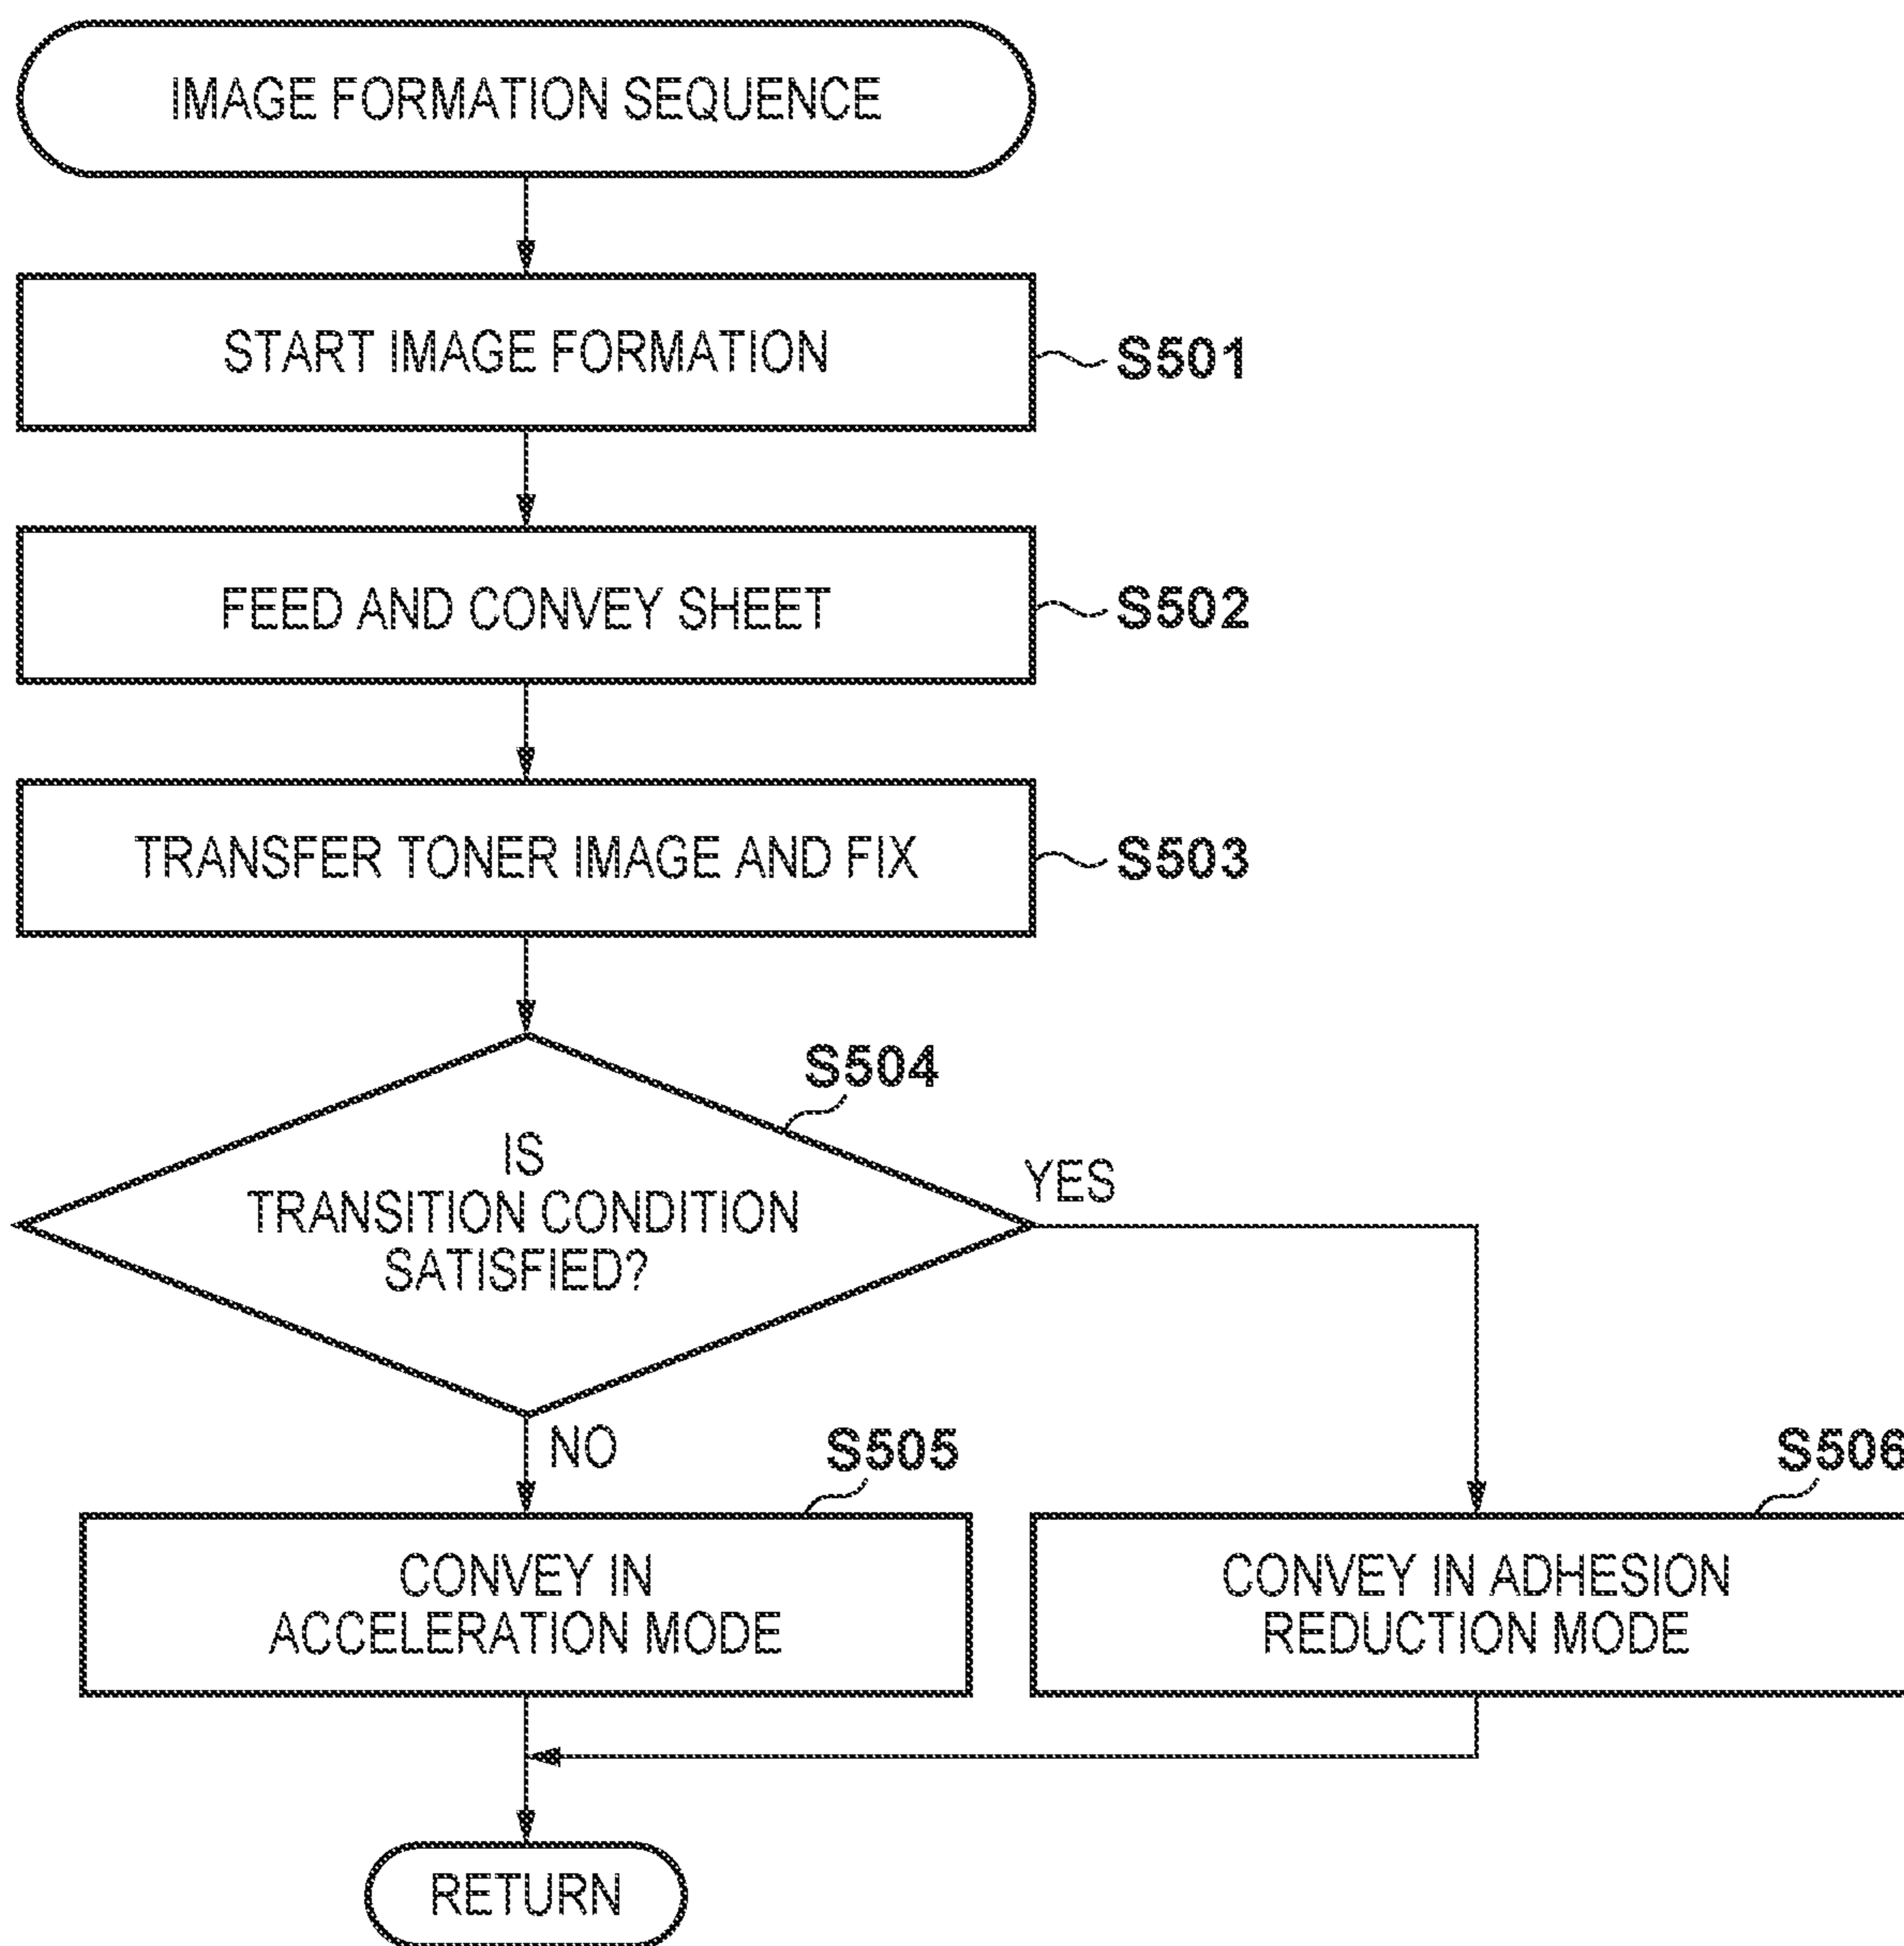 IMAGE FORMATION SEQUENCE
START IMAGE FORMATION
S501
FEED AND CONVEY SHEET
S502
TRANSFER TONER IMAGE AND FIX
S503
S504
IS
TRANSITION CONDITION
SATISFIED?
YES
NO
S505
S506
CONVEY IN
ACCELERATION MODE
CONVEY IN ADHESION
REDUCTION MODE
RETURN